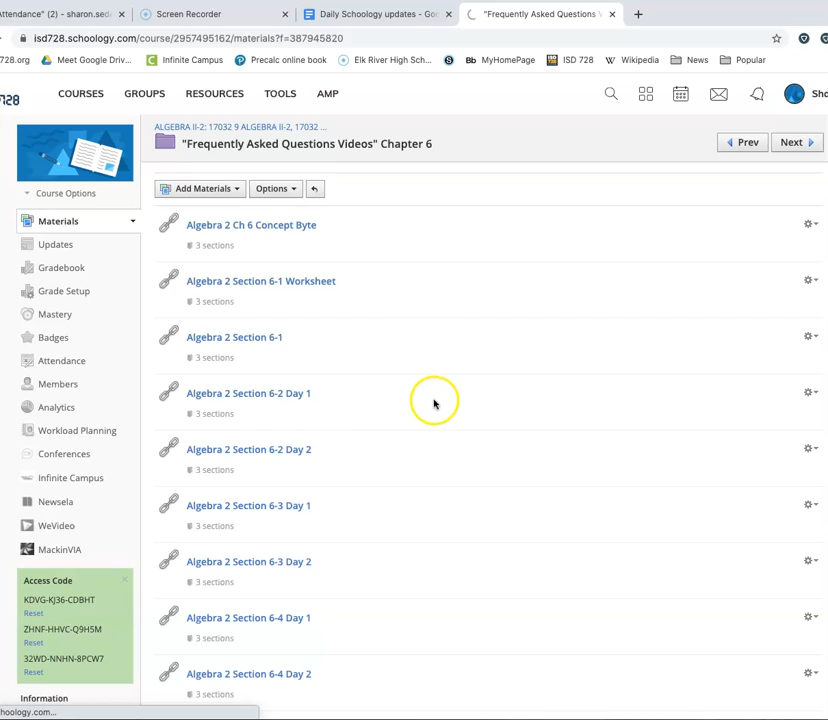 Attendance" (2) - sharon.sed
Screen Recorder
Daily Schoology updates - Goo
"Frequently Asked Questions V
isd728.schoology.com/course/2957495162/materials?f=387945820
728.org
Meet Google Driv...
Infinite Campus
Precalc online book
Elk River High Sch...
Bb MyHomePage
ISD 728
W Wikipedia
News
Popular
728
COURSES
GROUPS
RESOURCES
TOOLS
AMP
Sha
ALGEBRA II-2: 17032 9 ALGEBRA II-2, 17032 ...
"Frequently Asked Questions Videos" Chapter 6
Prev
Next
Course Options
Add Materials
Options
Materials
Updates
Gradebook
Grade Setup
Mastery
Badges
Attendance
Members
Analytics
Workload Planning
Conferences
Infinite Campus
Newsela
WeVideo
MackinVIA
Algebra 2 Ch 6 Concept Byte
3 sections
Algebra 2 Section 6-1 Worksheet
3 sections
Algebra 2 Section 6-1
3 sections
Algebra 2 Section 6-2 Day 1
3 sections
Algebra 2 Section 6-2 Day 2
3 sections
Algebra 2 Section 6-3 Day 1
3 sections
Algebra 2 Section 6-3 Day 2
3 sections
Algebra 2 Section 6-4 Day 1
3 sections
Algebra 2 Section 6-4 Day 2
3 sections
Access Code
KDVG-KJ36-CDBHT
Reset
ZHNF-HHVC-Q9H5M
Reset
32WD-NNHN-8PCW7
Reset
Information
hoology.com...